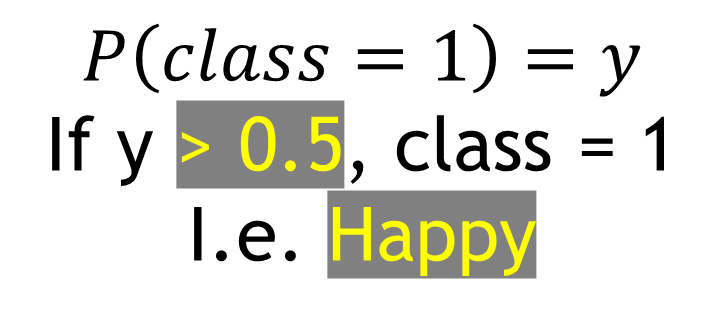 P(class = 1) = y
If y > 0.5, class = 1
I.e. Happy